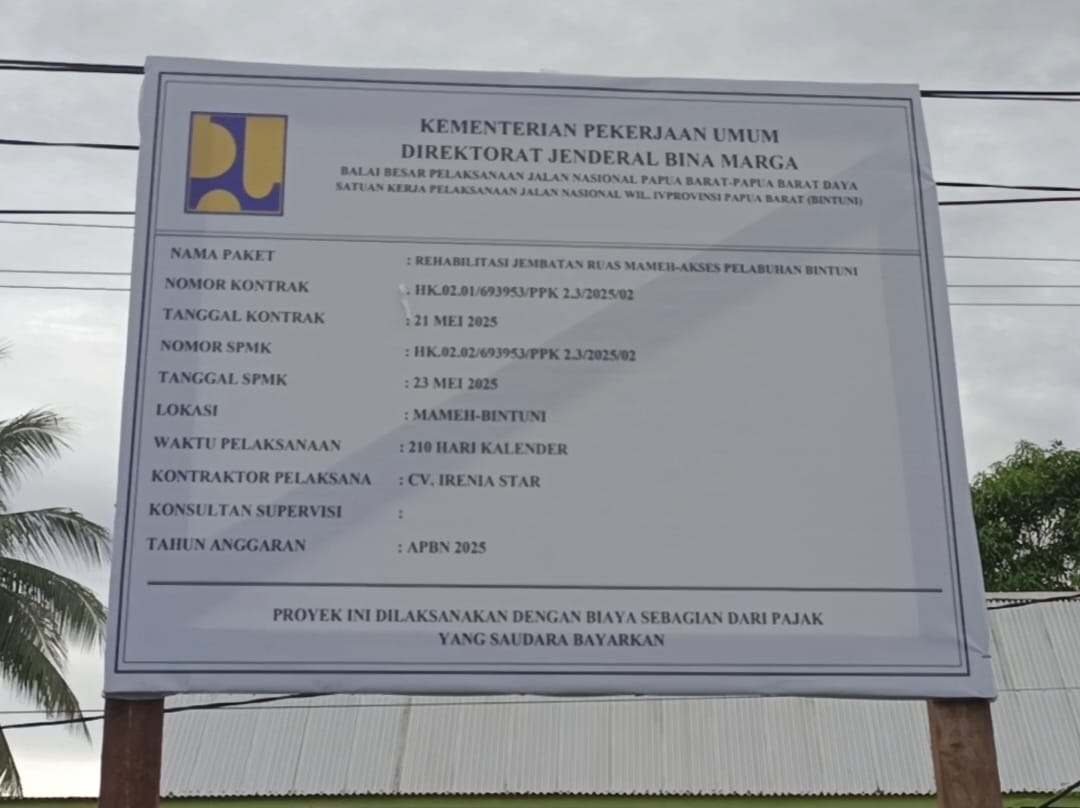 KEMENTERIAN PEKERJAAN UMUM
DIREKTORAT JENDERAL BINA MARGA
BALAI BESAR PELAKSANAAN JALAN NASIONAL PAPUA BARAT-PAPUA BARAT DAYA
SATUAN KERJA PELAKSANAAN JALAN NASIONAL WIL. IVPROVINSI PAPUA BARAT (BINTUNI)
NAMA PAKET : REHABILITASI JEMBATAN RUAS MAMEH-AKSES PELABUHAN BINTUNI
NOMOR KONTRAK : HK.02.01/693953/PPK 2.3/2025/02
TANGGAL KONTRAK : 21 MEI 2025
NOMOR SPMK : HK.02.02/693953/PPK 2.3/2025/02
TANGGAL SPMK : 23 MEI 2025
LOKASI : MAMEH-BINTUNI
WAKTU PELAKSANAAN : 210 HARI KALENDER
KONTRAKTOR PELAKSANA : CV. IRENIA STAR
KONSULTAN SUPERVISI :
TAHUN ANGGARAN : APBN 2025
PROYEK INI DILAKSANAKAN DENGAN BIAYA SEBAGIAN DARI PAJAK
YANG SAUDARA BAYARKAN